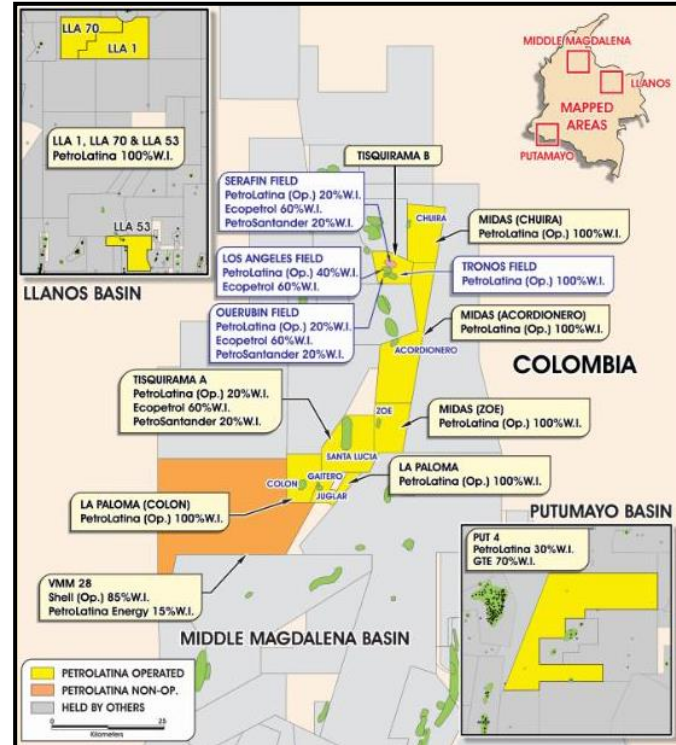 LLA 70
LLA 1
LLA 1, LLA 70 & LLA 53
PetroLatina 100%W.I.
LLA 53
LLANOS BASIN
MIDDLE MAGDALENA
LLANOS
MAPPED
AREAS
PUTAMAYO
TISQUIRAMA B
SERAFIN FIELD
PetroLatina (Op.) 20%W.I.
Ecopetrol 60%W.I.
PetroSantander 20%W.I.
CHUIRA
MIDAS (CHUIRA)
PetroLatina (Op.) 100%W.I.
LOS ANGELES FIELD
PetroLatina (Op.) 40%W.I.
Ecopetrol 60%W.I.
TRONOS FIELD
PetroLatina (Op.) 100%W.I.
OUERUBIN FIELD
PetroLatina (Op.) 20%W.I.
Ecopetrol 60%W.I.
PetroSantander 20%W.I.
MIDAS (ACORDIONERO)
PetroLatina (Op.) 100%W.I.
ACORDIONERO
COLOMBIA
TISQUIRAMA A
PetroLatina (Op.) 20%W.I.
Ecopetrol 60%W.I.
PetroSantander 20%W.I.
ZOE
MIDAS (ZOE)
PetroLatina (Op.) 100%W.I.
SANTA LUCIA
LA PALOMA
PetroLatina (Op.) 100%W.I.
GAITERO
COLON
JUGLAR
LA PALOMA (COLON)
PetroLatina (Op.) 100%W.I.
PUTUMAYO BASIN
PUT 4
PetroLatina 30%W.I.
GTE 70%W.I.
VMM 28
Shell (Op.) 85%W.I.
PetroLatina Energy 15%W.I.
MIDDLE MAGDALENA BASIN
PETROLATINA OPERATED
PETROLATINA NON-OP.
HELD BY OTHERS
0 25
Kilometers